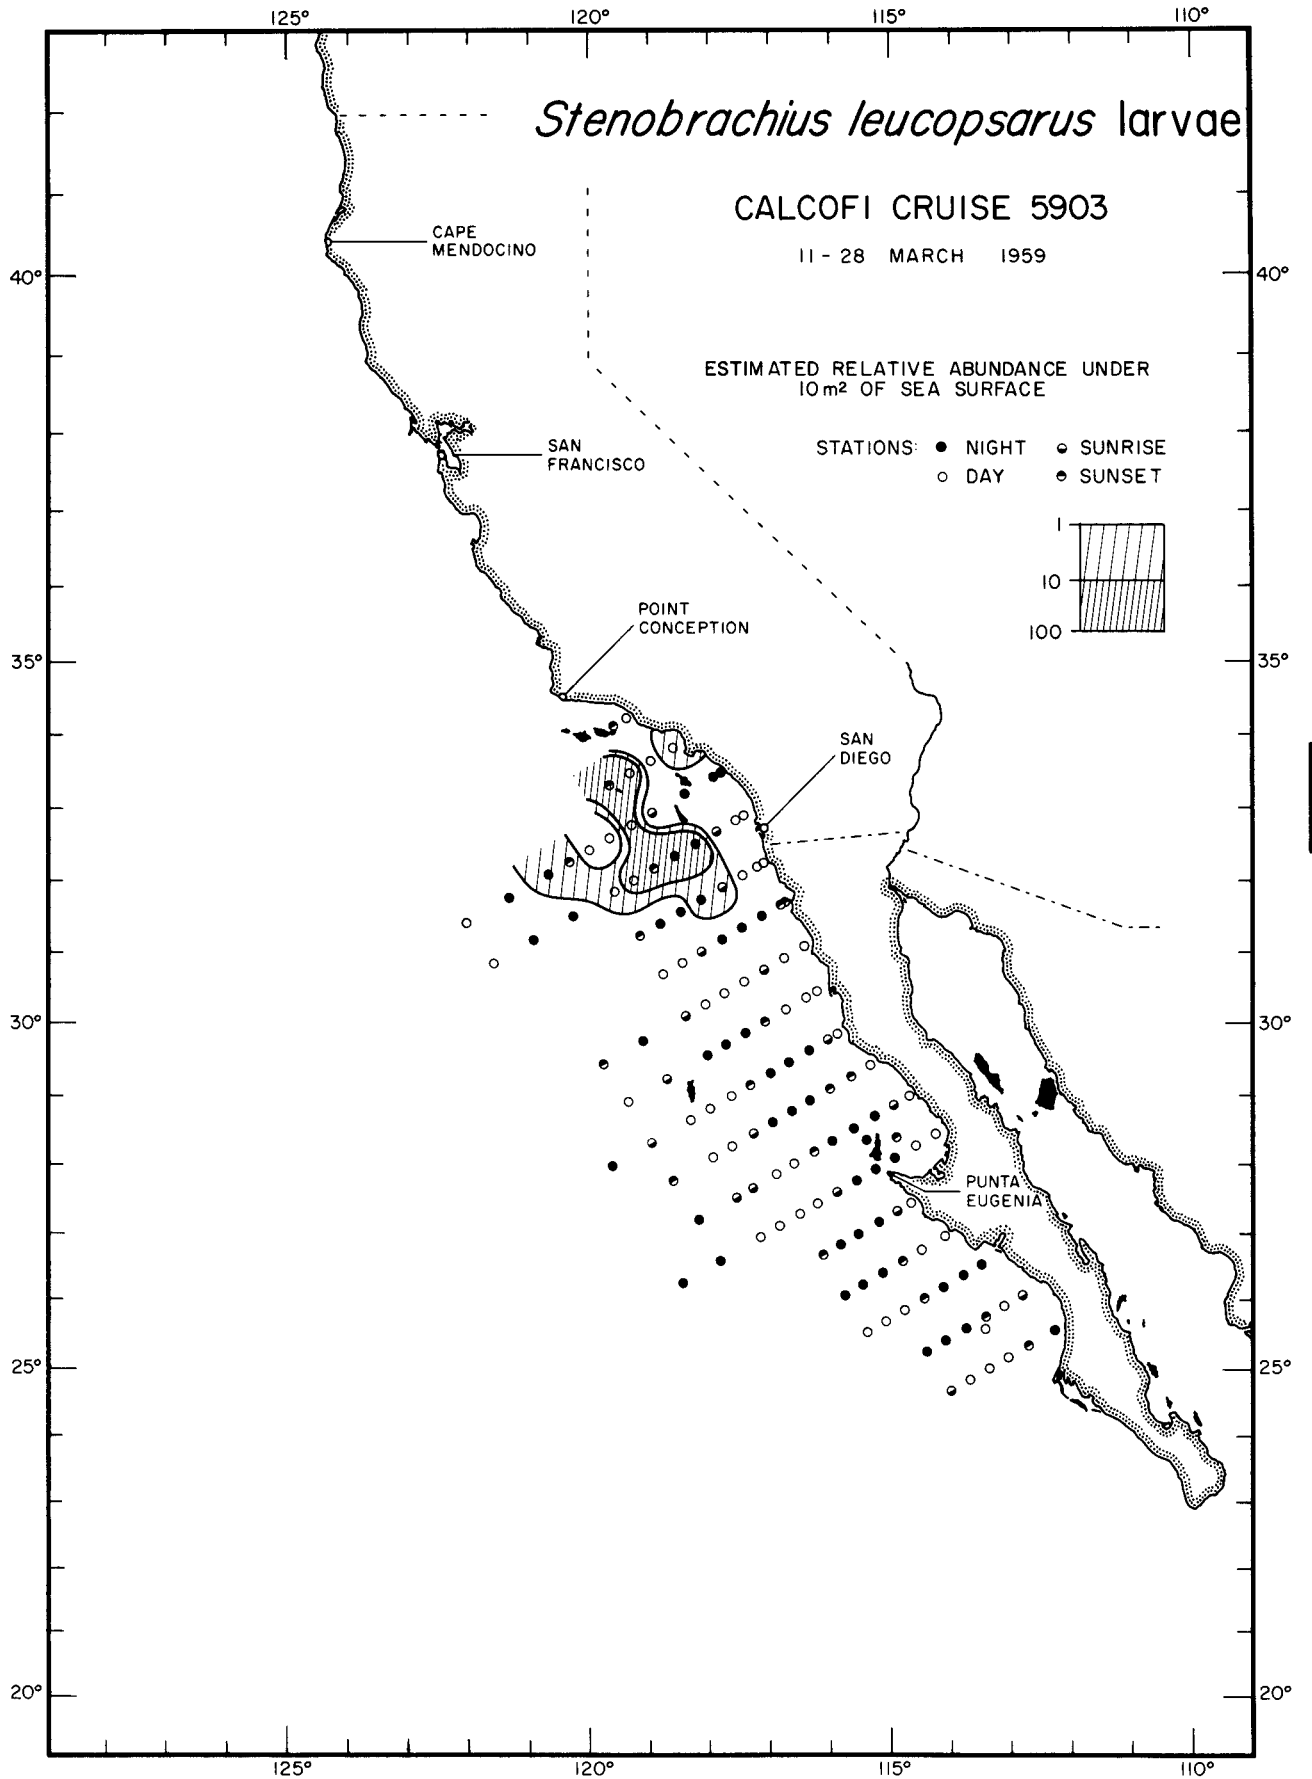 125° 120° 115° 110°
Stenobrachius leucopsarus larvae
CALCOFI CRUISE 5903
11 - 28 MARCH 1959
CAPE
MENDOCINO
40° 40°
ESTIMATED RELATIVE ABUNDANCE UNDER
10m² OF SEA SURFACE
STATIONS: NIGHT SUNRISE
DAY SUNSET
SAN
FRANCISCO
1
10
100
POINT
CONCEPTION
35° 35°
SAN
DIEGO
30° 30°
PUNTA
EUGENIA
25° 25°
20° 20°
125° 120° 115° 110°